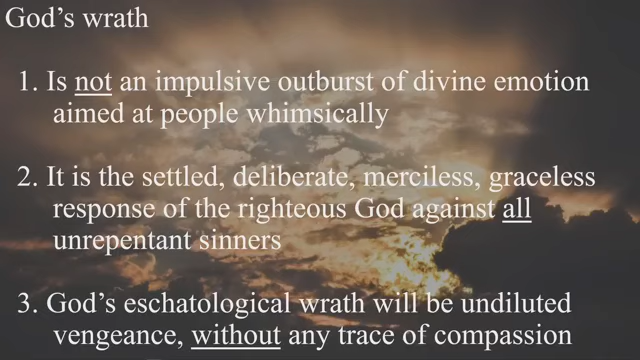 God’s wrath
1. Is not an impulsive outburst of divine emotion
aimed at people whimsically
2. It is the settled, deliberate, merciless, graceless
response of the righteous God against all
unrepentant sinners
3. God’s eschatological wrath will be undiluted
vengeance, without any trace of compassion